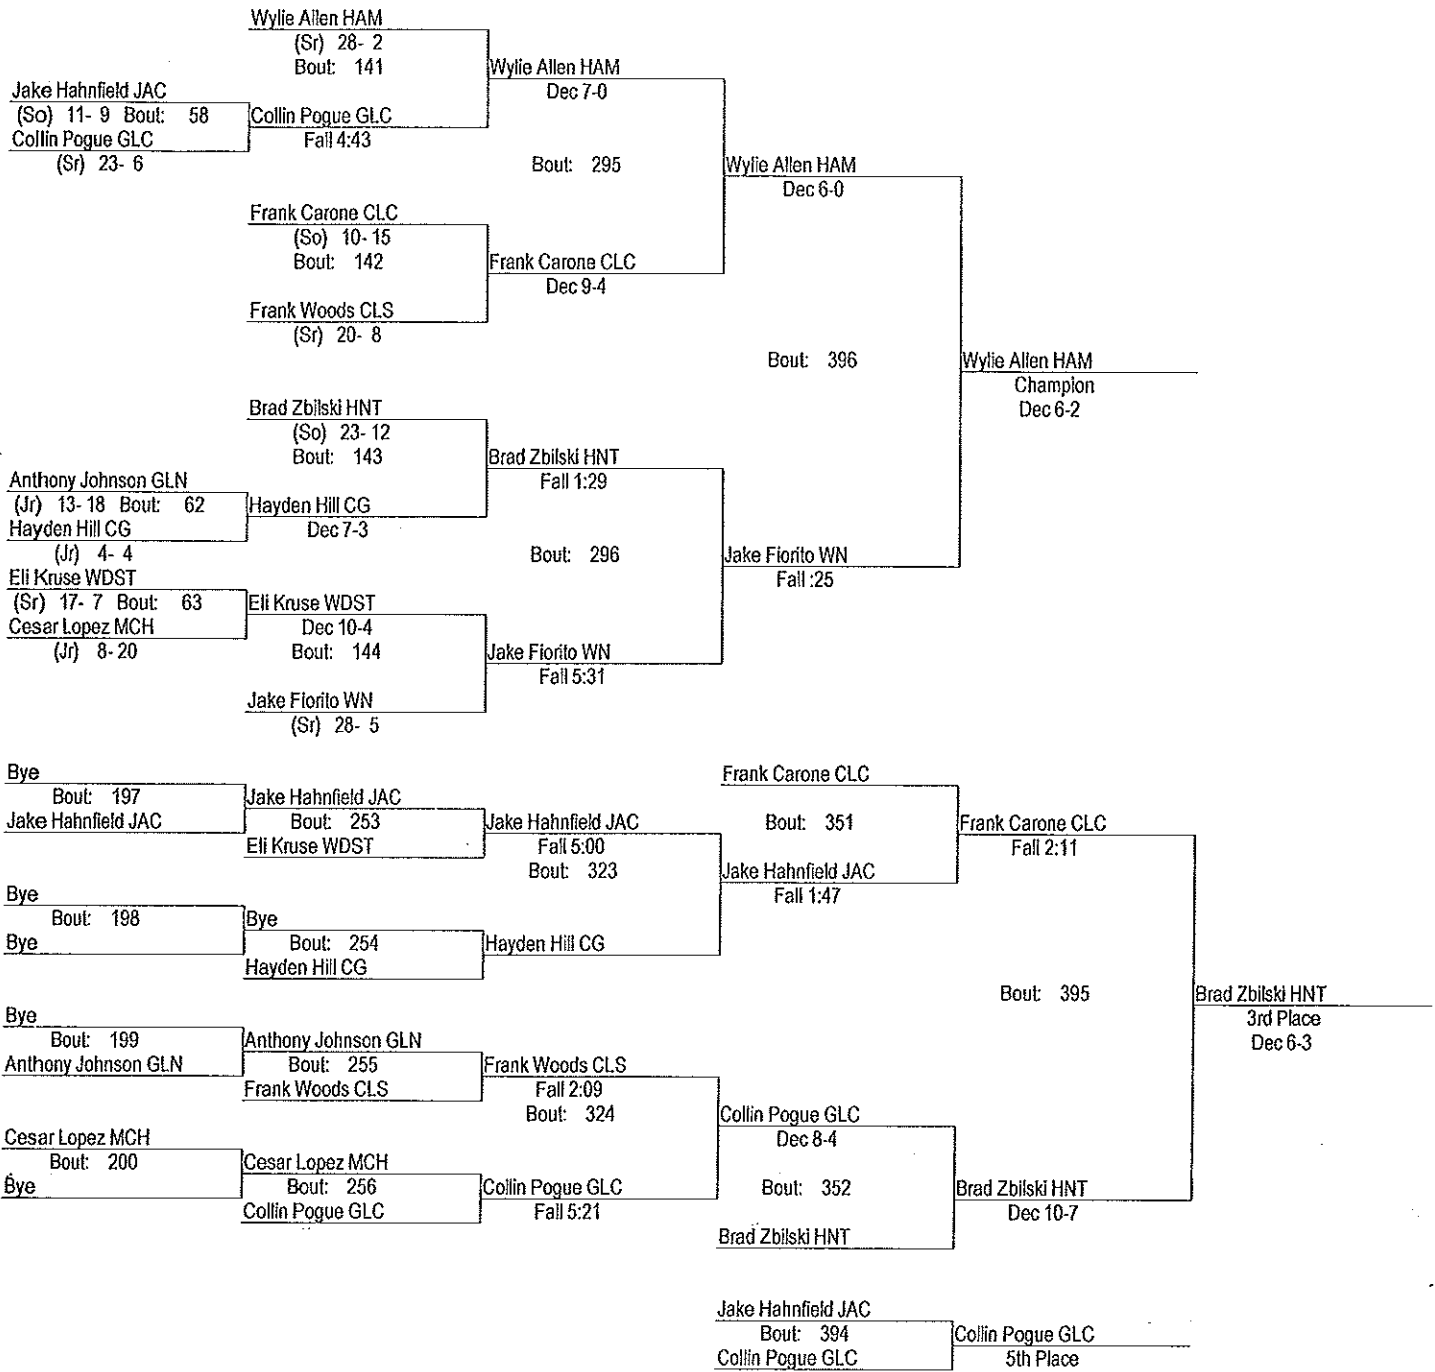 Wylie Allen HAM
(Sr) 28- 2
Bout: 141
Wylie Allen HAM
Dec 7-0
Jake Hahnfield JAC
(So) 11- 9 Bout: 58
Collin Pogue GLC
Collin Pogue GLC
Fall 4:43
(Sr) 23- 6
Bout: 295
Wylie Allen HAM
Dec 6-0
Frank Carone CLC
(So) 10- 15
Bout: 142
Frank Carone CLC
Dec 9-4
Frank Woods CLS
(Sr) 20- 8
Bout: 396
Wylie Allen HAM
Champion
Dec 6-2
Brad Zbilski HNT
(So) 23- 12
Bout: 143
Brad Zbilski HNT
Fall 1:29
Anthony Johnson GLN
(Jr) 13- 18 Bout: 62
Hayden Hill CG
Hayden Hill CG
Dec 7-3
(Jr) 4- 4
Bout: 296
Jake Fiorito WN
Fall :25
Eli Kruse WDST
(Sr) 17- 7 Bout: 63
Eli Kruse WDST
Cesar Lopez MCH
Dec 10-4
(Jr) 8- 20
Bout: 144
Jake Fiorito WN
Fall 5:31
Jake Fiorito WN
(Sr) 28- 5
Bye
Bout: 197
Jake Hahnfield JAC
Jake Hahnfield JAC
Bout: 253
Eli Kruse WDST
Jake Hahnfield JAC
Fall 5:00
Bout: 323
Frank Carone CLC
Bout: 351
Frank Carone CLC
Fall 2:11
Jake Hahnfield JAC
Fall 1:47
Bye
Bout: 198
Bye
Bye
Bout: 254
Hayden Hill CG
Hayden Hill CG
Bout: 395
Brad Zbilski HNT
3rd Place
Dec 6-3
Bye
Bout: 199
Anthony Johnson GLN
Anthony Johnson GLN
Bout: 255
Frank Woods CLS
Frank Woods CLS
Fall 2:09
Bout: 324
Collin Pogue GLC
Dec 8-4
Cesar Lopez MCH
Bout: 200
Bye
Cesar Lopez MCH
Bout: 256
Collin Pogue GLC
Collin Pogue GLC
Fall 5:21
Bout: 352
Brad Zbilski HNT
Brad Zbilski HNT
Dec 10-7
Jake Hahnfield JAC
Bout: 394
Collin Pogue GLC
Collin Pogue GLC
5th Place